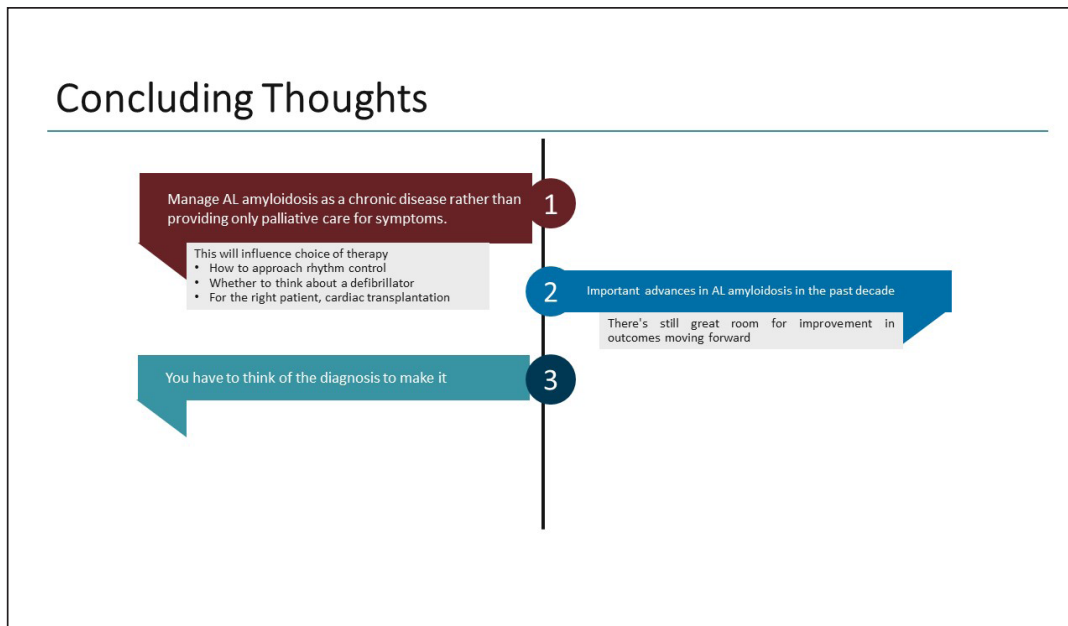 Concluding Thoughts
Manage AL amyloidosis as a chronic disease rather than
providing only palliative care for symptoms.
1
This will influence choice of therapy
• How to approach rhythm control
• Whether to think about a defibrillator
• For the right patient, cardiac transplantation
2
Important advances in AL amyloidosis in the past decade
There's still great room for improvement in
outcomes moving forward
You have to think of the diagnosis to make it
3